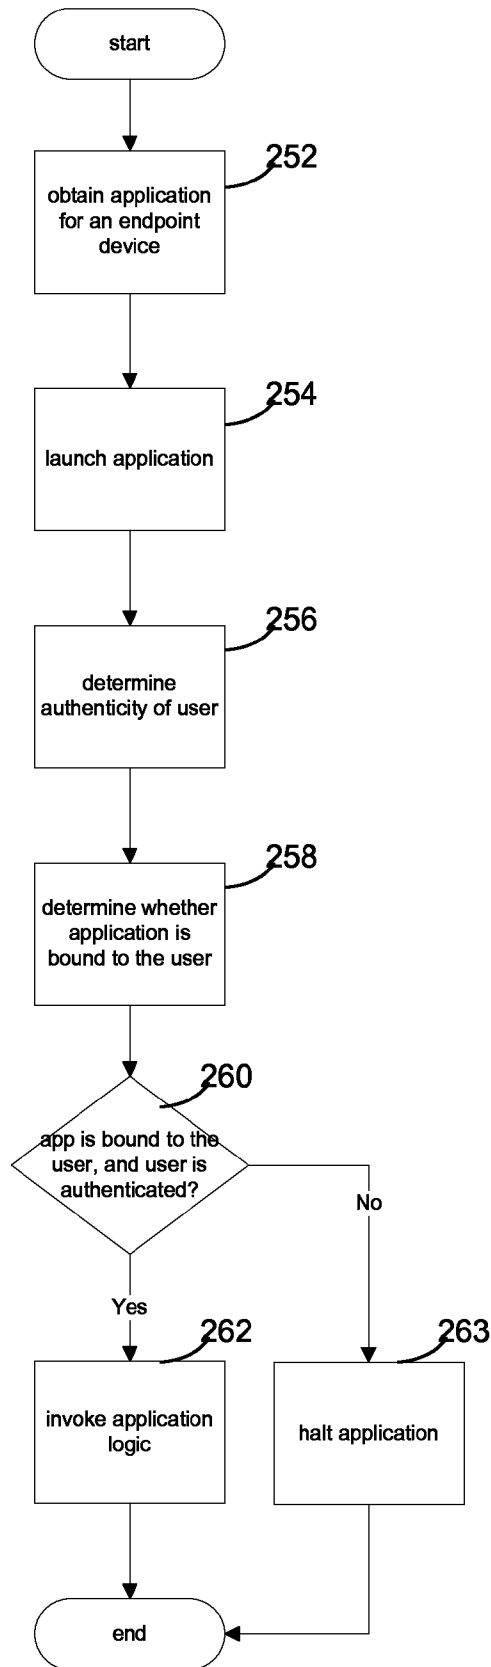 start
252
obtain application
for an endpoint
device
254
launch application
256
determine
authenticity of user
258
determine whether
application is
bound to the user
260
app is bound to the
user, and user is
authenticated?
No
Yes
262
263
invoke application
logic
halt application
end